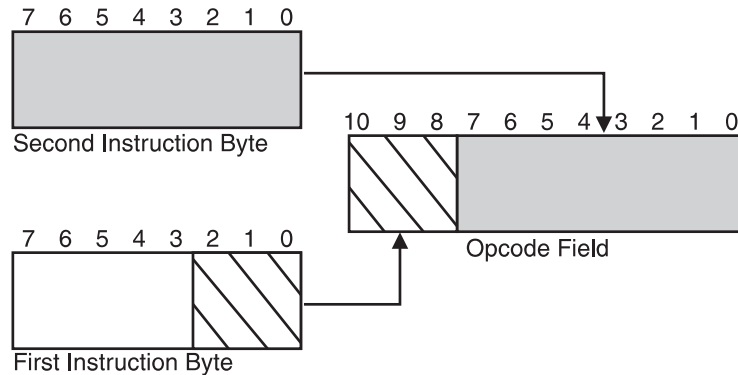 7 6 5 4 3 2 1 0
Second Instruction Byte
10 9 8 7 6 5 4 3 2 1 0
Opcode Field
7 6 5 4 3 2 1 0
First Instruction Byte